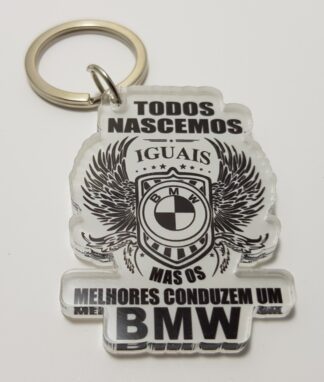 TODOS
NASCEMOS
IGUAIS
BMW
MAS OS
MELHORES CONDUZEM UM
BMW